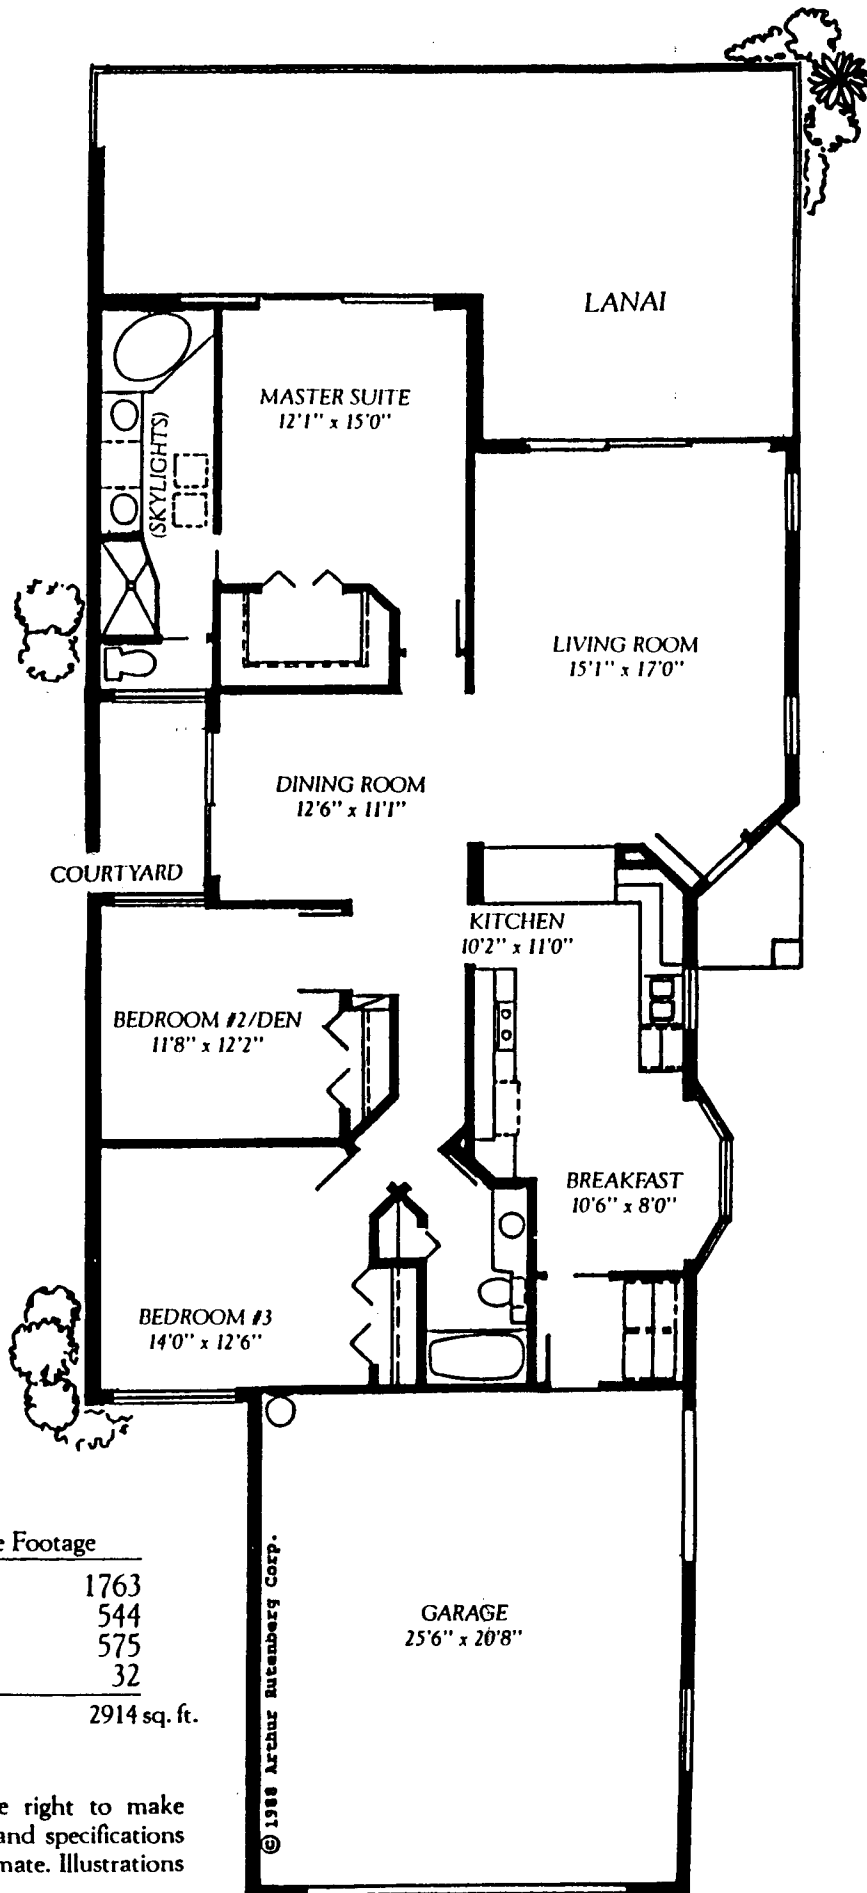 LANAI
MASTER SUITE
12'1" x 15'0"
(SKYLIGHTS)
LIVING ROOM
15'1" x 17'0"
DINING ROOM
12'6" x 11'1"
COURTYARD
KITCHEN
10'2" x 11'0"
BEDROOM #2/DEN
11'8" x 12'2"
BREAKFAST
10'6" x 8'0"
BEDROOM #3
14'0" x 12'6"
GARAGE
25'6" x 20'8"
© 1988 Arthur Rutenberg Corp.
e Footage
1763
544
575
32
2914 sq. ft.
e right to make
and specifications
mate. Illustrations